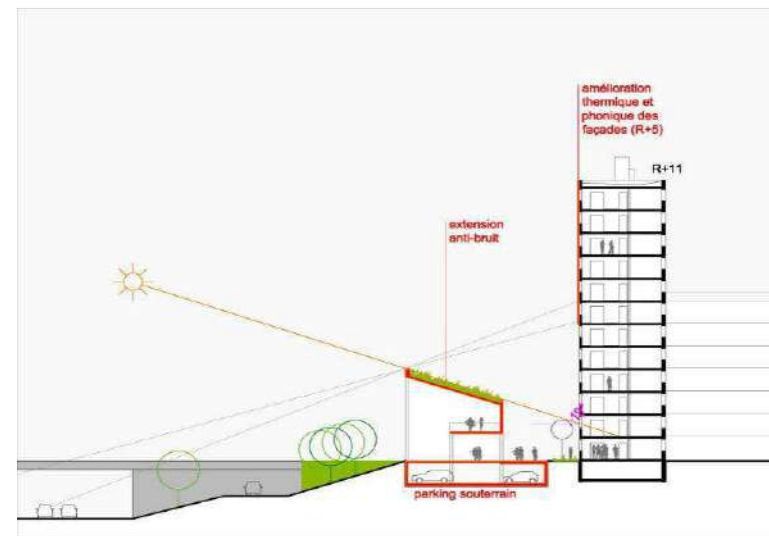 amélioration
thermique et
phonique des
façades (R+5)
R+11
extension
anti-bruit
parking souterrain